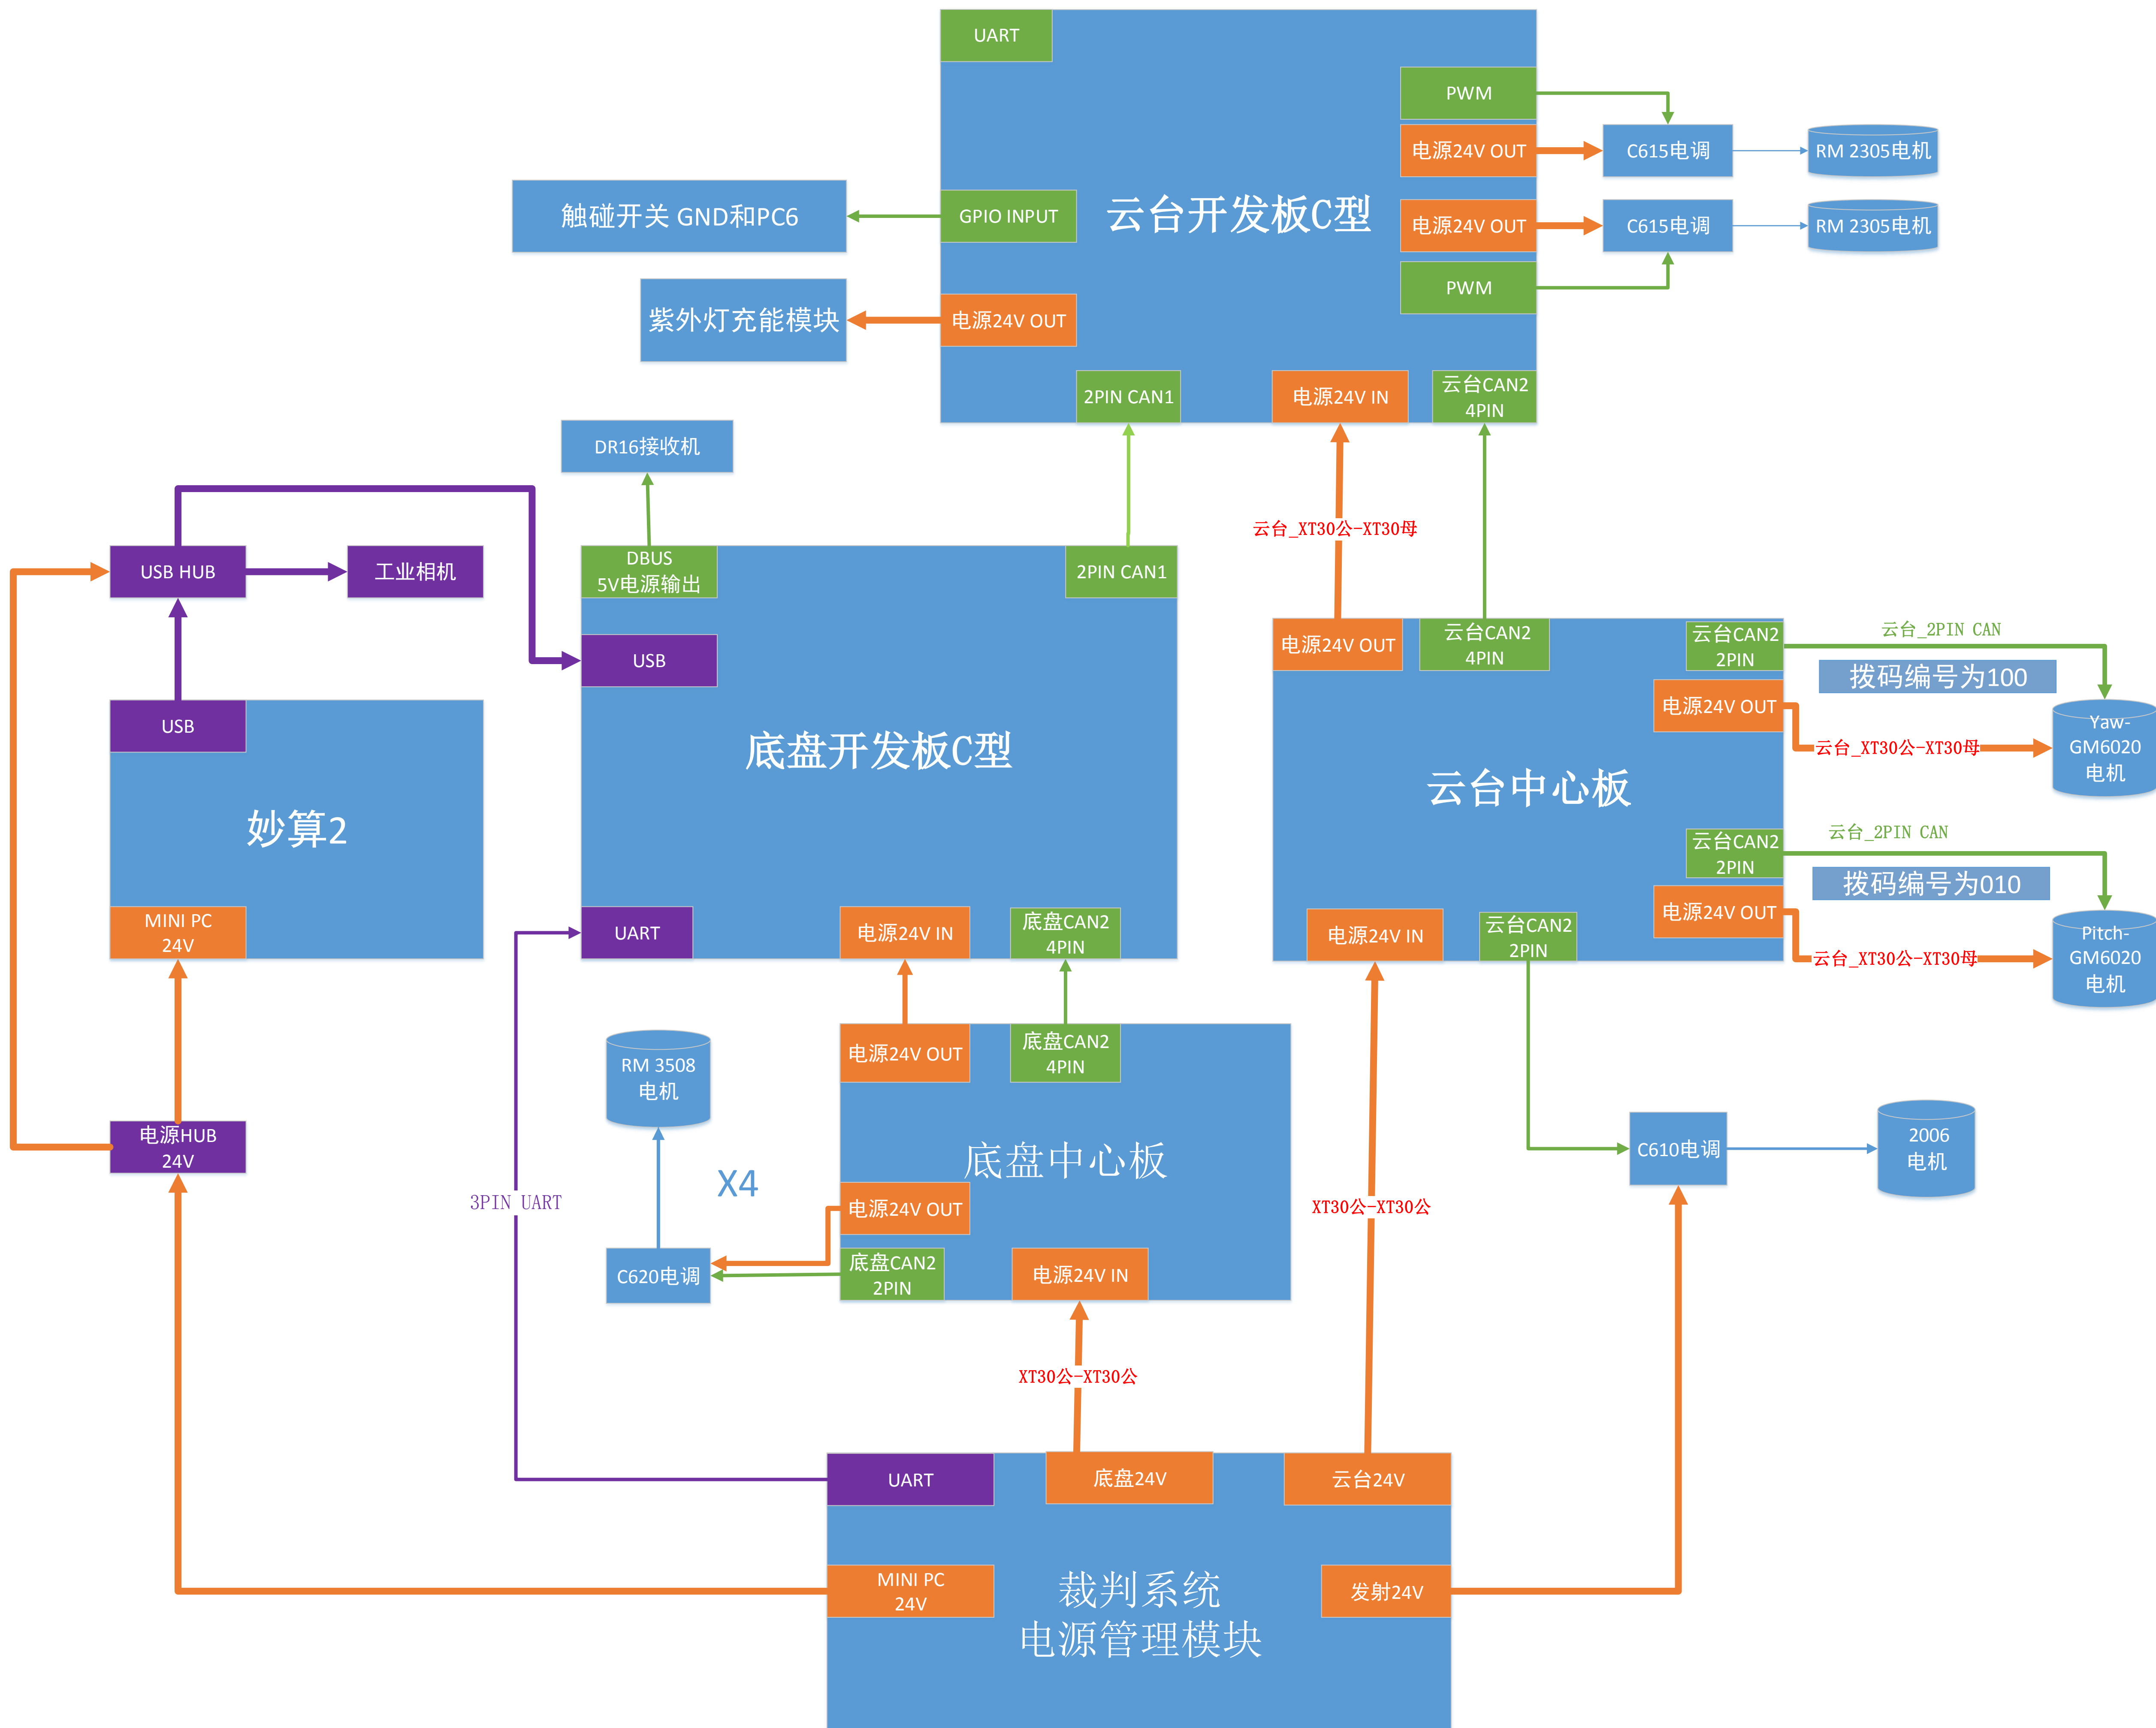 UART
PWM
电源24V OUT
C615电调
RM 2305电机
触碰开关 GND和PC6
GPIO INPUT
云台开发板C型
电源24V OUT
C615电调
RM 2305电机
PWM
紫外灯充能模块
电源24V OUT
2PIN CAN1
电源24V IN
云台CAN2
4PIN
DR16接收机
云台_XT30公-XT30母
USB HUB
工业相机
DBUS
5V电源输出
2PIN CAN1
USB
电源24V OUT
云台CAN2
4PIN
云台CAN2
2PIN
云台_2PIN CAN
拨码编号为100
电源24V OUT
云台_XT30公-XT30母
Yaw-
GM6020
电机
USB
底盘开发板C型
云台中心板
妙算2
云台CAN2
2PIN
云台_2PIN CAN
拨码编号为010
电源24V OUT
云台_XT30公-XT30母
Pitch-
GM6020
电机
MINI PC
24V
UART
电源24V IN
底盘CAN2
4PIN
电源24V IN
云台CAN2
2PIN
RM 3508
电机
电源24V OUT
底盘CAN2
4PIN
电源HUB
24V
底盘中心板
C610电调
2006
电机
3PIN UART
X4
电源24V OUT
XT30公-XT30公
C620电调
底盘CAN2
2PIN
电源24V IN
XT30公-XT30公
UART
底盘24V
云台24V
MINI PC
24V
裁判系统
电源管理模块
发射24V